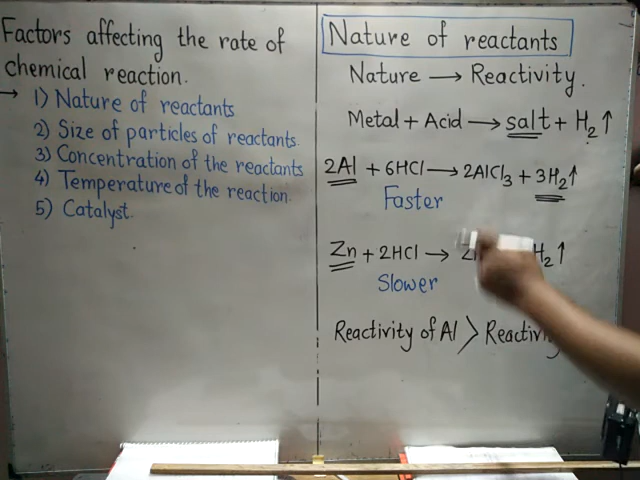 Factors affecting the rate of
chemical reaction.
→ 1) Nature of reactants
2) Size of particles of reactants.
3) Concentration of the reactants
4) Temperature of the reaction.
5) Catalyst.
Nature of reactants
Nature → Reactivity.
Metal + Acid → salt + H₂↑
2Al + 6HCl → 2AlCl₃ + 3H₂↑
Faster
Zn + 2HCl → H₂↑
Slower
Reactivity of Al >